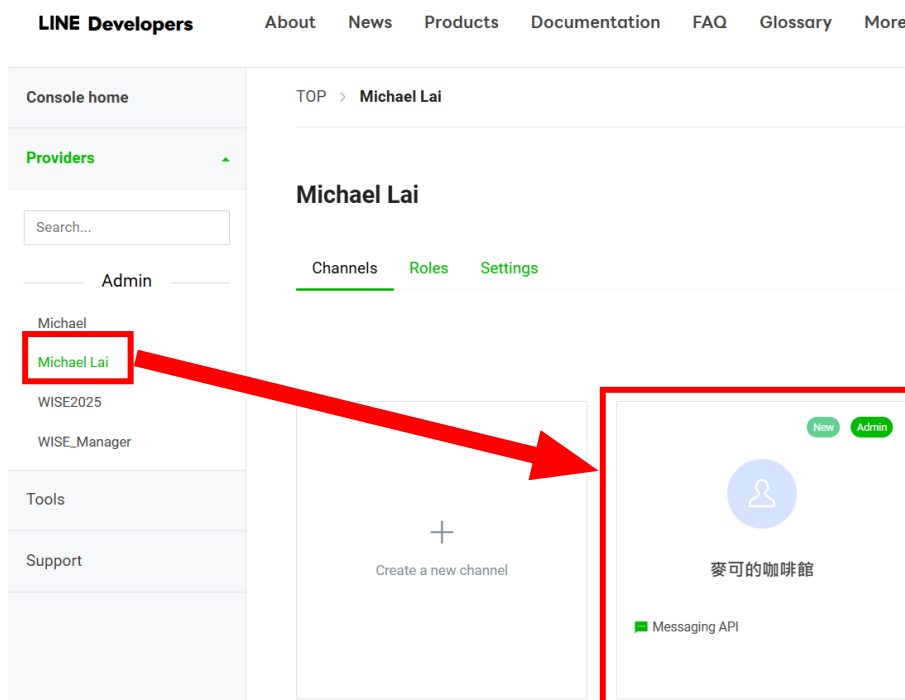 LINE Developers
About News Products Documentation FAQ Glossary More
Console home
Providers
Search...
Admin
Michael
Michael Lai
WISE2025
WISE_Manager
Tools
Support
TOP > Michael Lai
Michael Lai
Channels Roles Settings
Create a new channel
New Admin
麥可的咖啡館
Messaging API